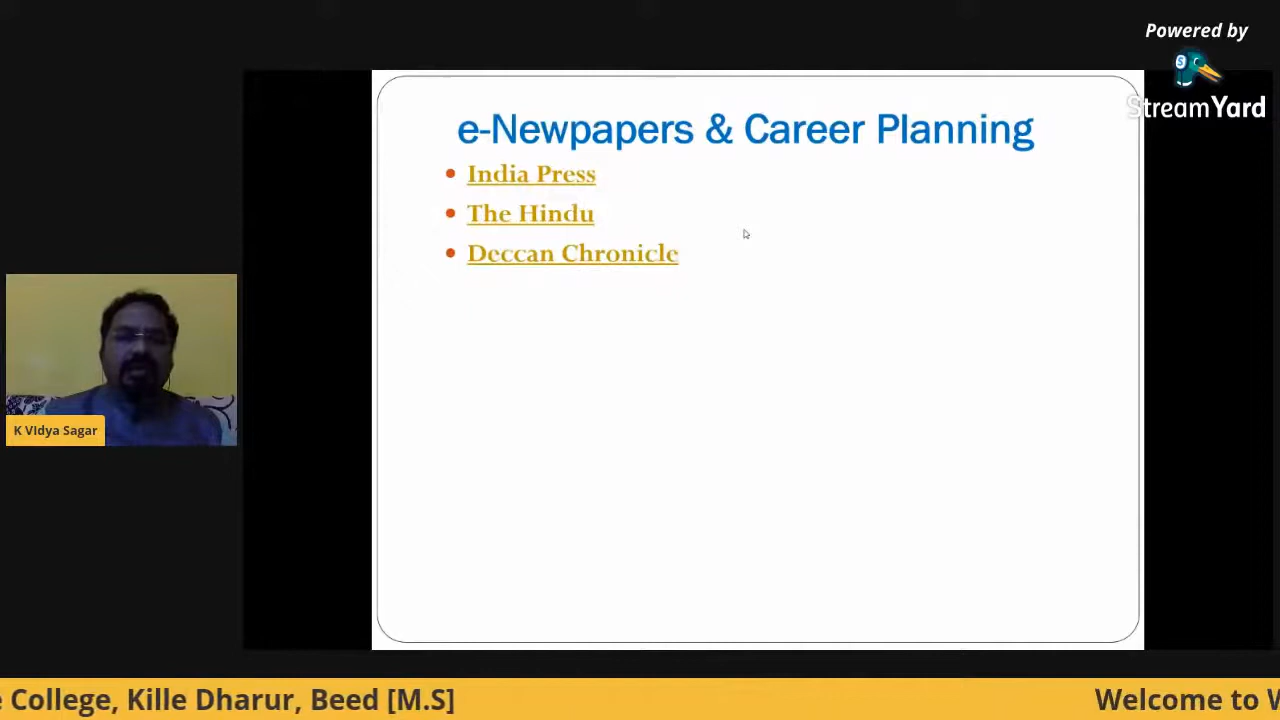 Powered by
StreamYard
e-Newpapers & Career Planning
India Press
The Hindu
Deccan Chronicle
K Vidya Sagar
College, Kille Dharur, Beed [M.S]
Welcome to